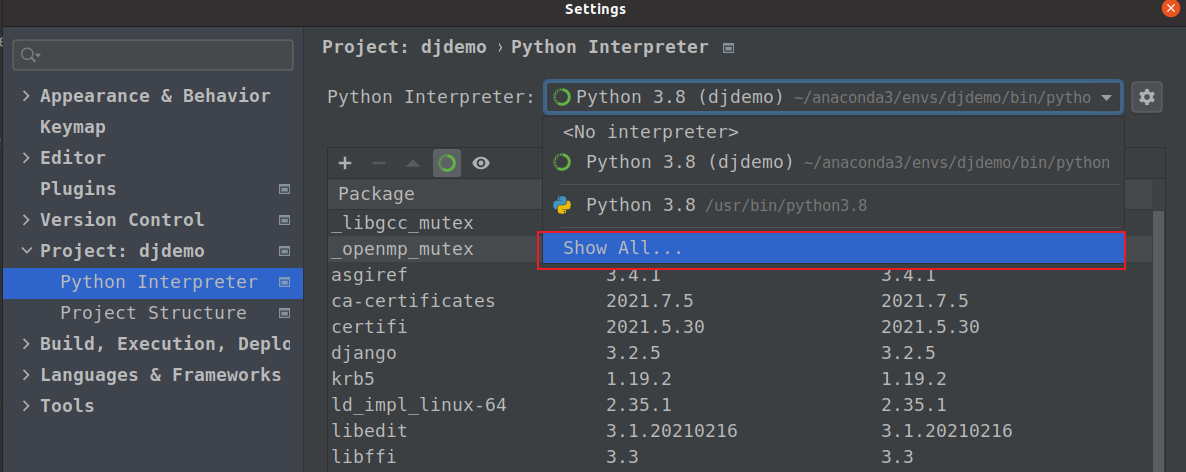 Settings
Project: djdemo › Python Interpreter
Appearance & Behavior
Keymap
Editor
Plugins
Version Control
Project: djdemo
Python Interpreter
Project Structure
Build, Execution, Deplo
Languages & Frameworks
Tools
Python Interpreter: Python 3.8 (djdemo) ~/anaconda3/envs/djdemo/bin/pytho
<No interpreter>
Python 3.8 (djdemo) ~/anaconda3/envs/djdemo/bin/python
Python 3.8 /usr/bin/python3.8
Show All...
Package
_libgcc_mutex
_openmp_mutex
asgiref 3.4.1 3.4.1
ca-certificates 2021.7.5 2021.7.5
certifi 2021.5.30 2021.5.30
django 3.2.5 3.2.5
krb5 1.19.2 1.19.2
ld_impl_linux-64 2.35.1 2.35.1
libedit 3.1.20210216 3.1.20210216
libffi 3.3 3.3